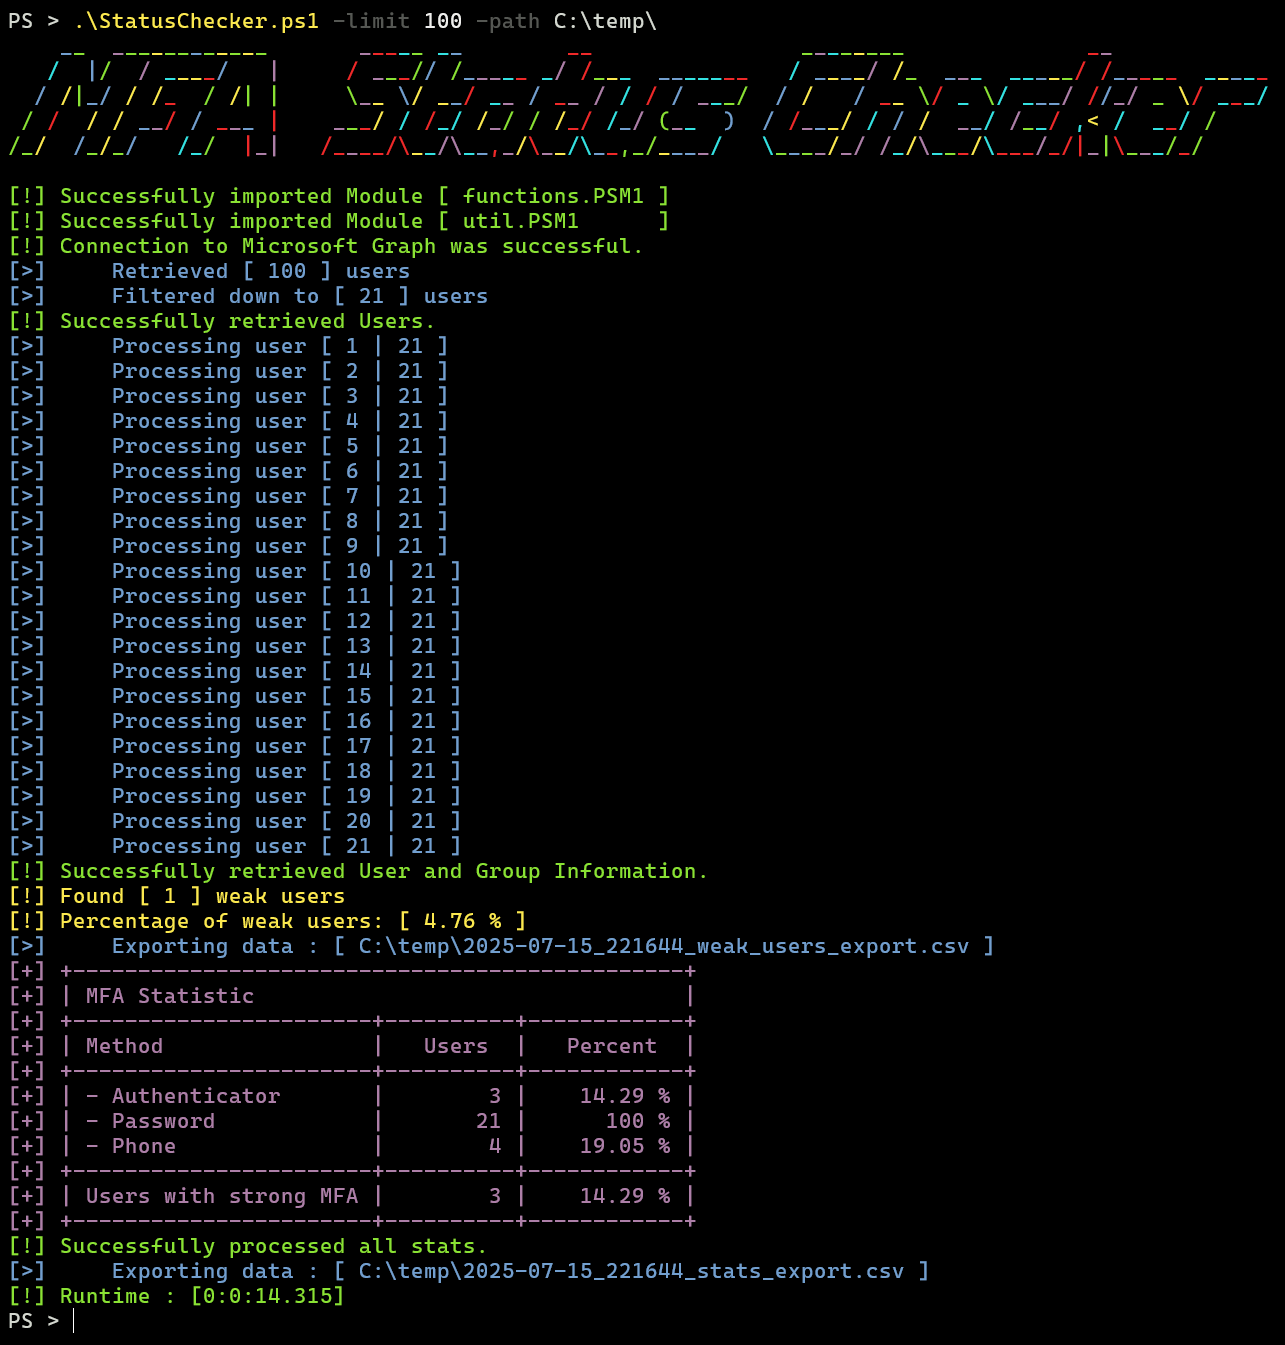 PS > .\StatusChecker.ps1 -limit 100 -path C:\temp\
MFA Status Checker
[!] Successfully imported Module [ functions.PSM1 ]
[!] Successfully imported Module [ util.PSM1      ]
[!] Connection to Microsoft Graph was successful.
[>]     Retrieved [ 100 ] users
[>]     Filtered down to [ 21 ] users
[!] Successfully retrieved Users.
[>]     Processing user [ 1 | 21 ]
[>]     Processing user [ 2 | 21 ]
[>]     Processing user [ 3 | 21 ]
[>]     Processing user [ 4 | 21 ]
[>]     Processing user [ 5 | 21 ]
[>]     Processing user [ 6 | 21 ]
[>]     Processing user [ 7 | 21 ]
[>]     Processing user [ 8 | 21 ]
[>]     Processing user [ 9 | 21 ]
[>]     Processing user [ 10 | 21 ]
[>]     Processing user [ 11 | 21 ]
[>]     Processing user [ 12 | 21 ]
[>]     Processing user [ 13 | 21 ]
[>]     Processing user [ 14 | 21 ]
[>]     Processing user [ 15 | 21 ]
[>]     Processing user [ 16 | 21 ]
[>]     Processing user [ 17 | 21 ]
[>]     Processing user [ 18 | 21 ]
[>]     Processing user [ 19 | 21 ]
[>]     Processing user [ 20 | 21 ]
[>]     Processing user [ 21 | 21 ]
[!] Successfully retrieved User and Group Information.
[!] Found [ 1 ] weak users
[!] Percentage of weak users: [ 4.76 % ]
[>]     Exporting data : [ C:\temp\2025-07-15_221644_weak_users_export.csv ]
[+] +-----------------------------------------------+
[+] | MFA Statistic                                 |
[+] +-----------------------+----------+------------+
[+] | Method                |   Users  |   Percent  |
[+] +-----------------------+----------+------------+
[+] | - Authenticator       |        3 |    14.29 % |
[+] | - Password            |       21 |      100 % |
[+] | - Phone               |        4 |    19.05 % |
[+] +-----------------------+----------+------------+
[+] | Users with strong MFA |        3 |    14.29 % |
[+] +-----------------------+----------+------------+
[!] Successfully processed all stats.
[>]     Exporting data : [ C:\temp\2025-07-15_221644_stats_export.csv ]
[!] Runtime : [0:0:14.315]
PS >